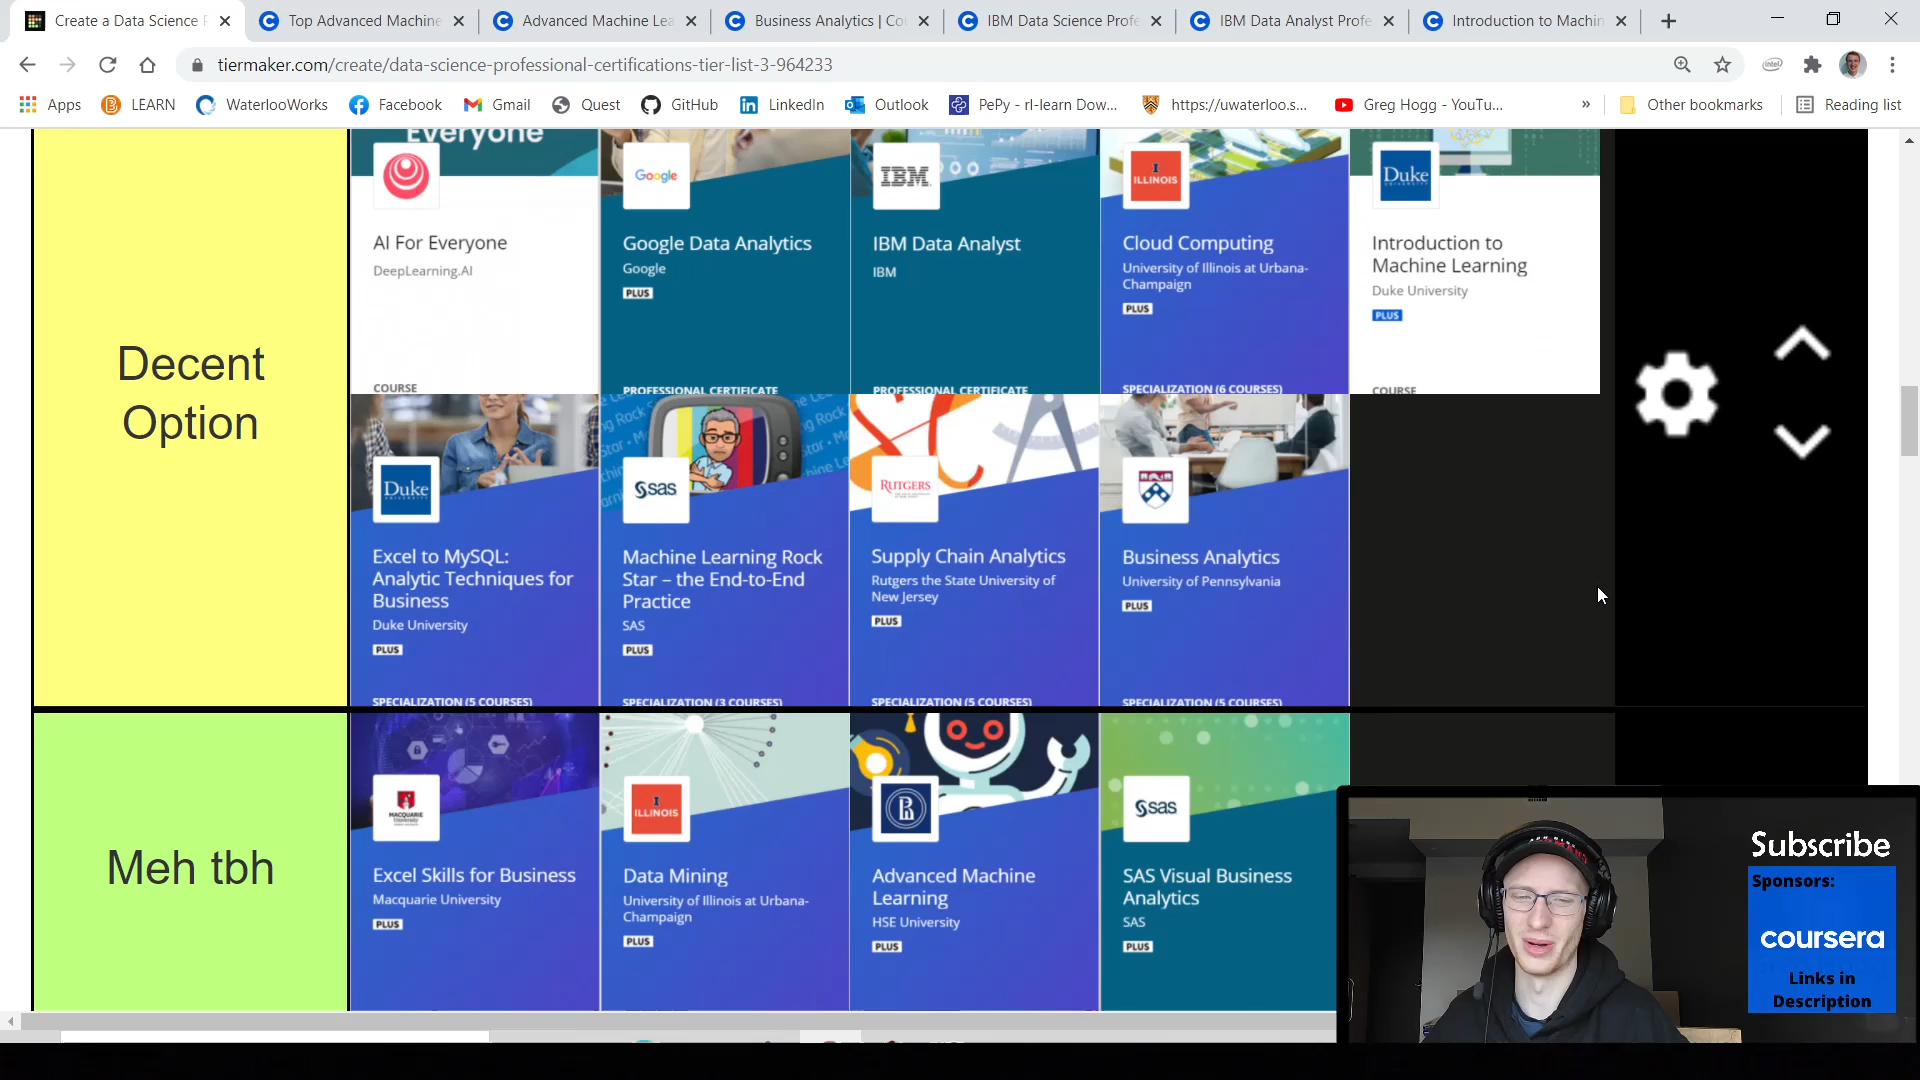 Create a Data Science P
Top Advanced Machine
Advanced Machine Lea
Business Analytics | Co
IBM Data Science Profe
IBM Data Analyst Profe
Introduction to Machin
tiermaker.com/create/data-science-professional-certifications-tier-list-3-964233
Apps
LEARN
WaterlooWorks
Facebook
Gmail
Quest
GitHub
LinkedIn
Outlook
PePy - rl-learn Dow...
https://uwaterloo.s...
Greg Hogg - YouTu...
»
Other bookmarks
Reading list
Decent
Option
Everyone
AI For Everyone
DeepLearning.AI
COURSE
Google
Google Data Analytics
Google
PLUS
PROFESSIONAL CERTIFICATE
IBM
IBM Data Analyst
IBM
PROFESSIONAL CERTIFICATE
I
ILLINOIS
Cloud Computing
University of Illinois at Urbana-
Champaign
PLUS
SPECIALIZATION (6 COURSES)
Duke
UNIVERSITY
Introduction to
Machine Learning
Duke University
PLUS
COURSE
Duke
UNIVERSITY
Excel to MySQL:
Analytic Techniques for
Business
Duke University
PLUS
SPECIALIZATION (5 COURSES)
sas
Machine Learning Rock
Star – the End-to-End
Practice
SAS
PLUS
SPECIALIZATION (3 COURSES)
RUTGERS
Supply Chain Analytics
Rutgers the State University of
New Jersey
PLUS
SPECIALIZATION (5 COURSES)
Business Analytics
University of Pennsylvania
PLUS
SPECIALIZATION (5 COURSES)
Meh tbh
MACQUARIE
University
Excel Skills for Business
Macquarie University
PLUS
I
ILLINOIS
Data Mining
University of Illinois at Urbana-
Champaign
PLUS
Advanced Machine
Learning
HSE University
PLUS
sas
SAS Visual Business
Analytics
SAS
PLUS
Subscribe
Sponsors:
coursera
Links in
Description